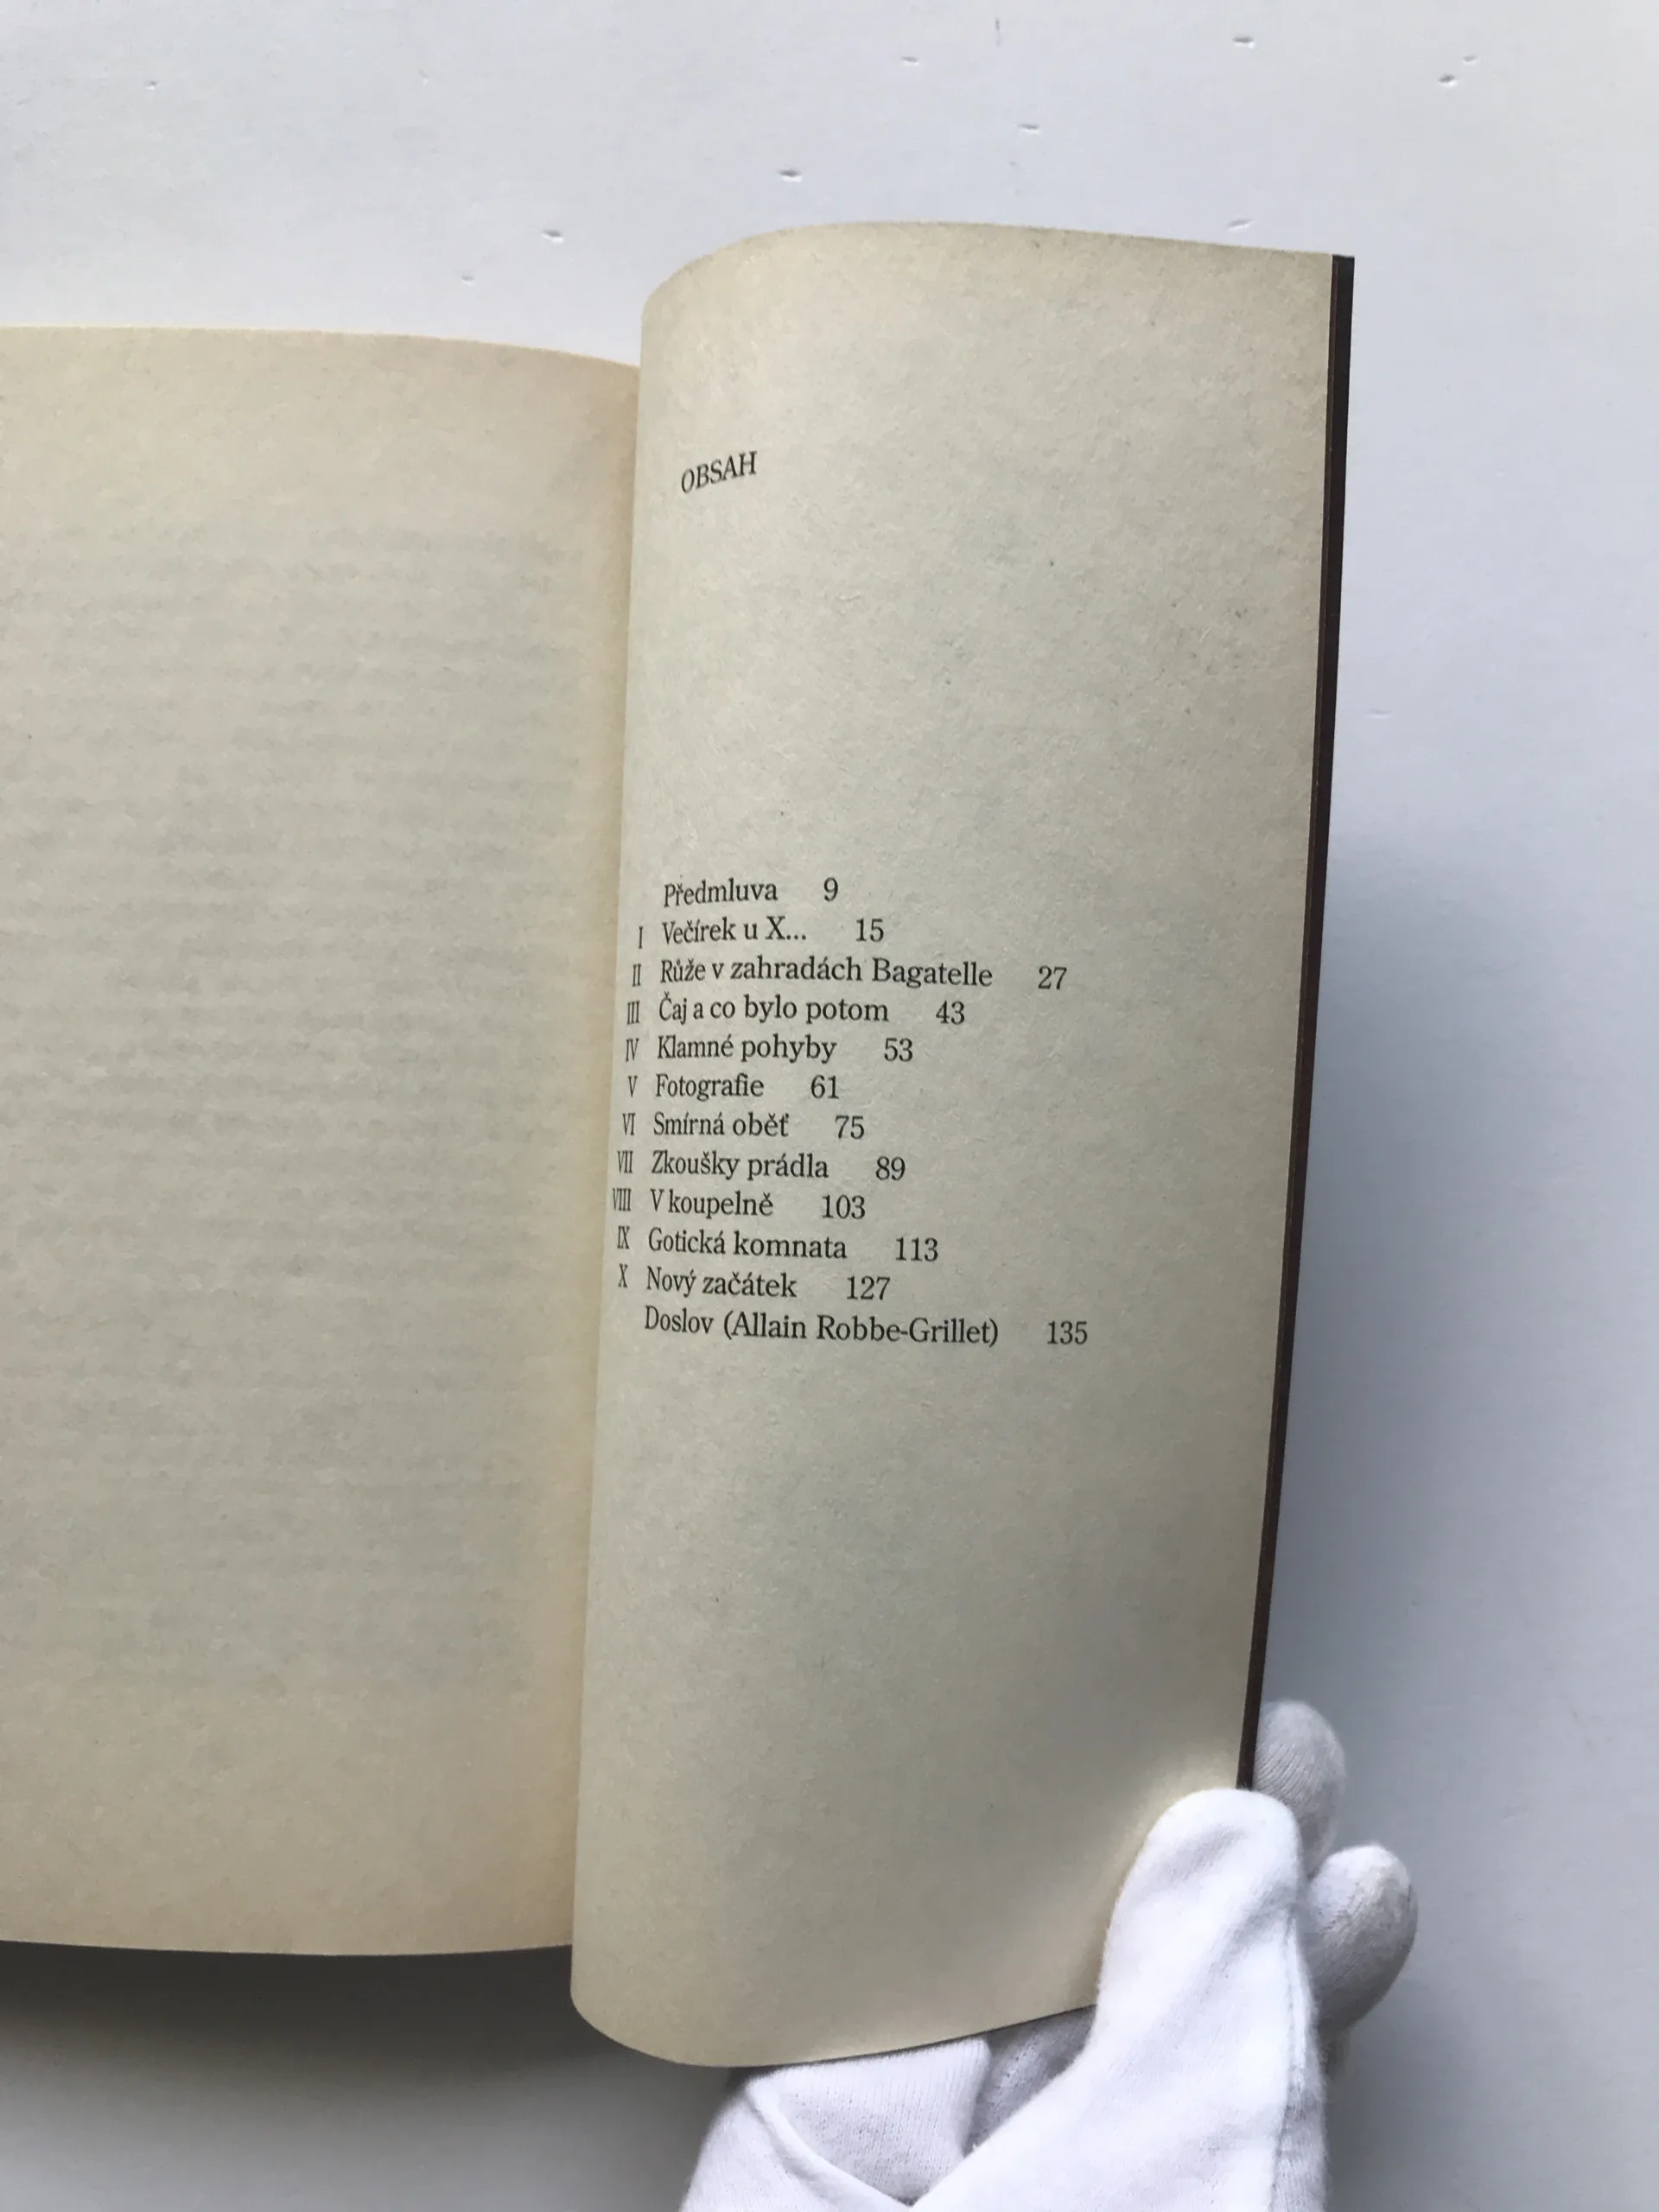 OBSAH
Předmluva 9
I Večírek u X... 15
II Růže v zahradách Bagatelle 27
III Čaj a co bylo potom 43
IV Klamné pohyby 53
V Fotografie 61
VI Smírná oběť 75
VII Zkoušky prádla 89
VIII V koupelně 103
IX Gotická komnata 113
X Nový začátek 127
Doslov (Allain Robbe-Grillet) 135